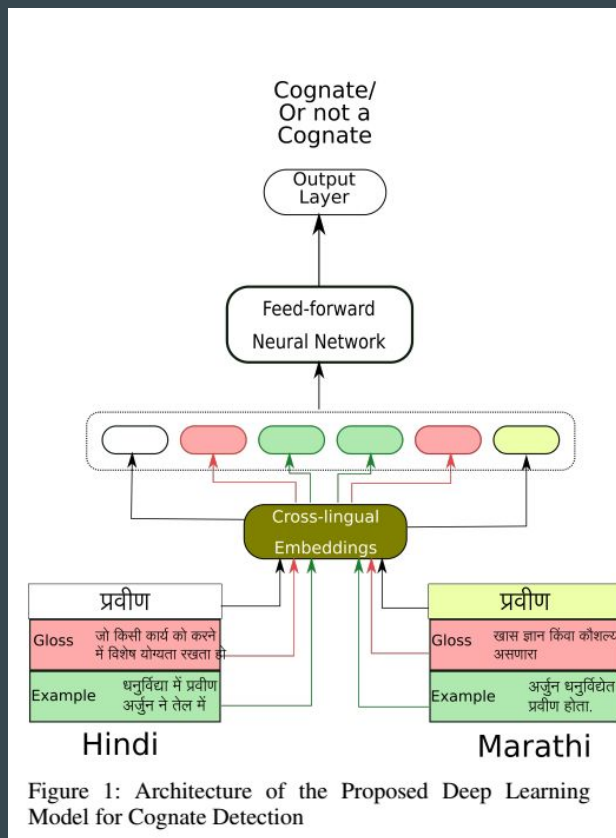 Cognate/
Or not a
Cognate
Output
Layer
Feed-forward
Neural Network
Cross-lingual
Embeddings
प्रवीण
Gloss जो किसी कार्य को करने
में विशेष योग्यता रखता हो
Example धनुर्विद्या में प्रवीण
अर्जुन ने तेल में
Hindi
प्रवीण
Gloss खास ज्ञान किंवा कौशल्य
असणारा
Example अर्जुन धनुर्विद्येत
प्रवीण होता.
Marathi
Figure 1: Architecture of the Proposed Deep Learning
Model for Cognate Detection